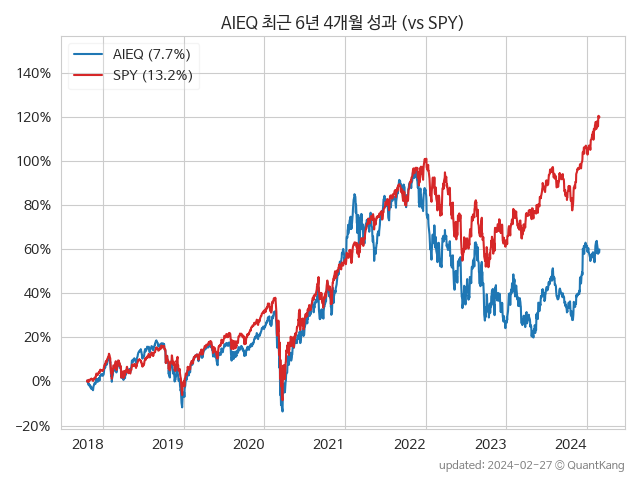 AIEQ 최근 6년 4개월 성과 (vs SPY)
AIEQ (7.7%)
SPY (13.2%)
140%
120%
100%
80%
60%
40%
20%
0%
−20%
2018 2019 2020 2021 2022 2023 2024
updated: 2024-02-27 © QuantKang